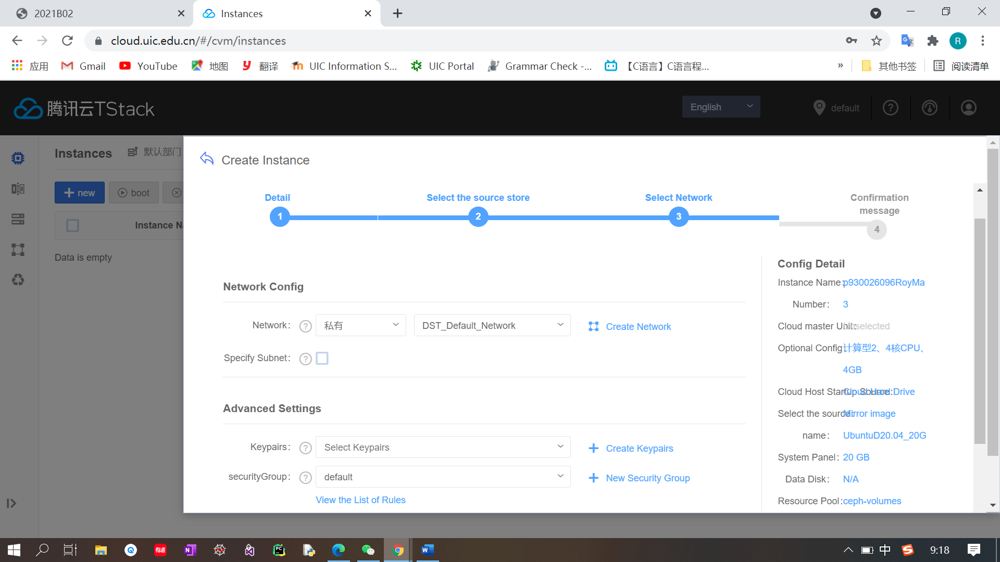 2021B02
Instances
cloud.uic.edu.cn/#/cvm/instances
R
应用
Gmail
YouTube
地图
翻译
UIC Information S...
UIC Portal
Grammar Check -...
【C语言】C语言程...
»
其他书签
阅读清单
腾讯云TStack
English
default
Instances
默认部门
new
boot
Instance Na
Data is empty
Create Instance
Detail
1
Select the source store
2
Select Network
3
Confirmation
message
4
Network Config
Network:
私有
DST_Default_Network
Create Network
Specify Subnet:
Advanced Settings
Keypairs:
Select Keypairs
Create Keypairs
securityGroup:
default
New Security Group
View the List of Rules
Config Detail
Instance Name: p930026096RoyMa
Number: 3
Cloud master Unit: Unselected
Optional Config: 计算型2、4核CPU、
4GB
Cloud Host Startup Source: Cloud Hard Drive
Select the source: Mirror image
name: UbuntuD20.04_20G
System Panel: 20 GB
Data Disk: N/A
Resource Pool: ceph-volumes
中
9:18